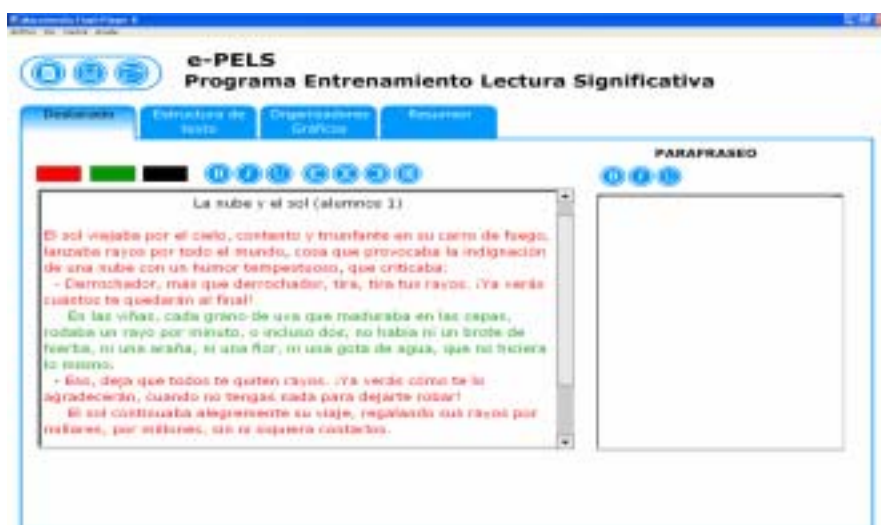 e-PELS
Programa Entrenamiento Lectura Significativa
Estructura de
texto
Organizadores
Gráficos
Resumen
PARAFRASEO
La nube y el sol (alumnos 1)
El sol viajaba por el cielo, contento y triunfante en su carro de fuego,
lanzaba rayos por todo el mundo, cosa que provocaba la indignación
de una nube con un humor tempestuoso, que criticaba:
- Derrochador, más que derrochador, tira, tira tus rayos. ¡Ya verás
cuántos te quedarán al final!
En las viñas, cada grano de uva que maduraba en las cepas,
robaba un rayo por minuto, o incluso dos, no había ni un brote de
hierba, ni una araña, ni una flor, ni una gota de agua, que no hiciera
lo mismo.
- Eso, deja que todos te quiten rayos. ¡Ya verás cómo te lo
agradecerán, cuando no tengas nada para dejarte robar!
El sol continuaba alegremente su viaje, regalando sus rayos por
millares, por millones, sin ni siquiera contarlos.